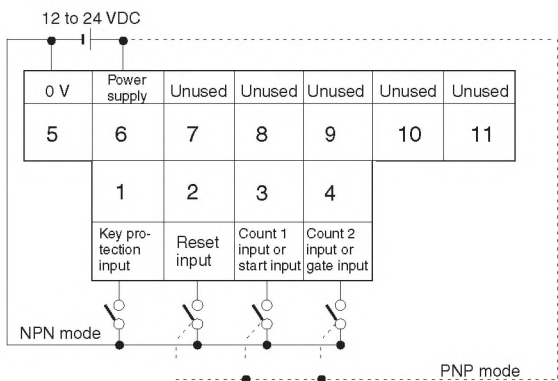 12 to 24 VDC
0 V
Power
supply
Unused
Unused
Unused
Unused
Unused
5
6
7
8
9
10
11
1
2
3
4
Key pro-
tection
input
Reset
input
Count 1
input or
start input
Count 2
input or
gate input
NPN mode
PNP mode